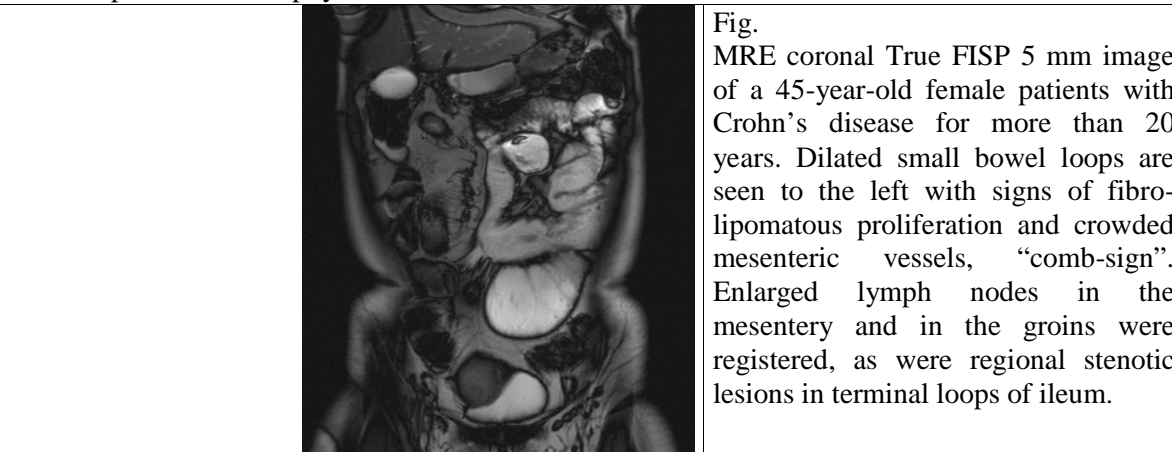 Fig.
MRE coronal True FISP 5 mm image
of a 45-year-old female patients with
Crohn’s disease for more than 20
years. Dilated small bowel loops are
seen to the left with signs of fibro-
lipomatous proliferation and crowded
mesenteric vessels, “comb-sign”.
Enlarged lymph nodes in the
mesentery and in the groins were
registered, as were regional stenotic
lesions in terminal loops of ileum.